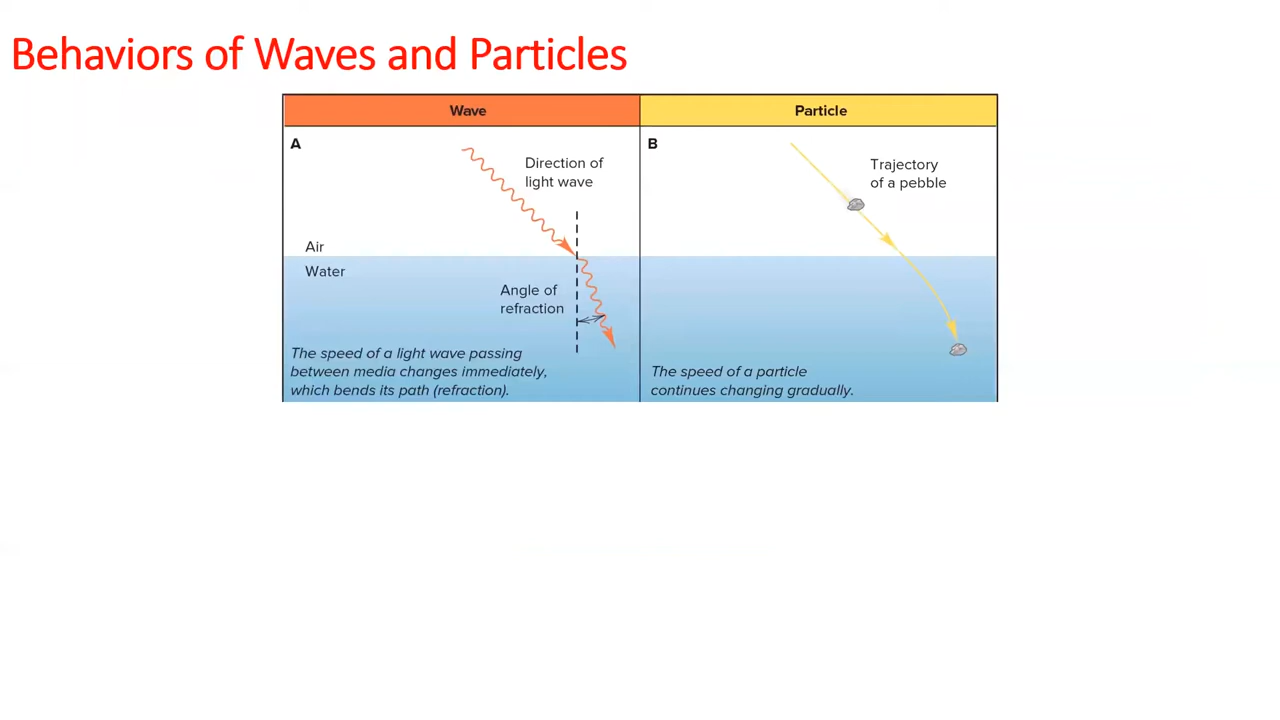 Behaviors of Waves and Particles
Wave
Particle
A
Direction of
light wave
Air
Water
Angle of
refraction
The speed of a light wave passing
between media changes immediately,
which bends its path (refraction).
B
Trajectory
of a pebble
The speed of a particle
continues changing gradually.